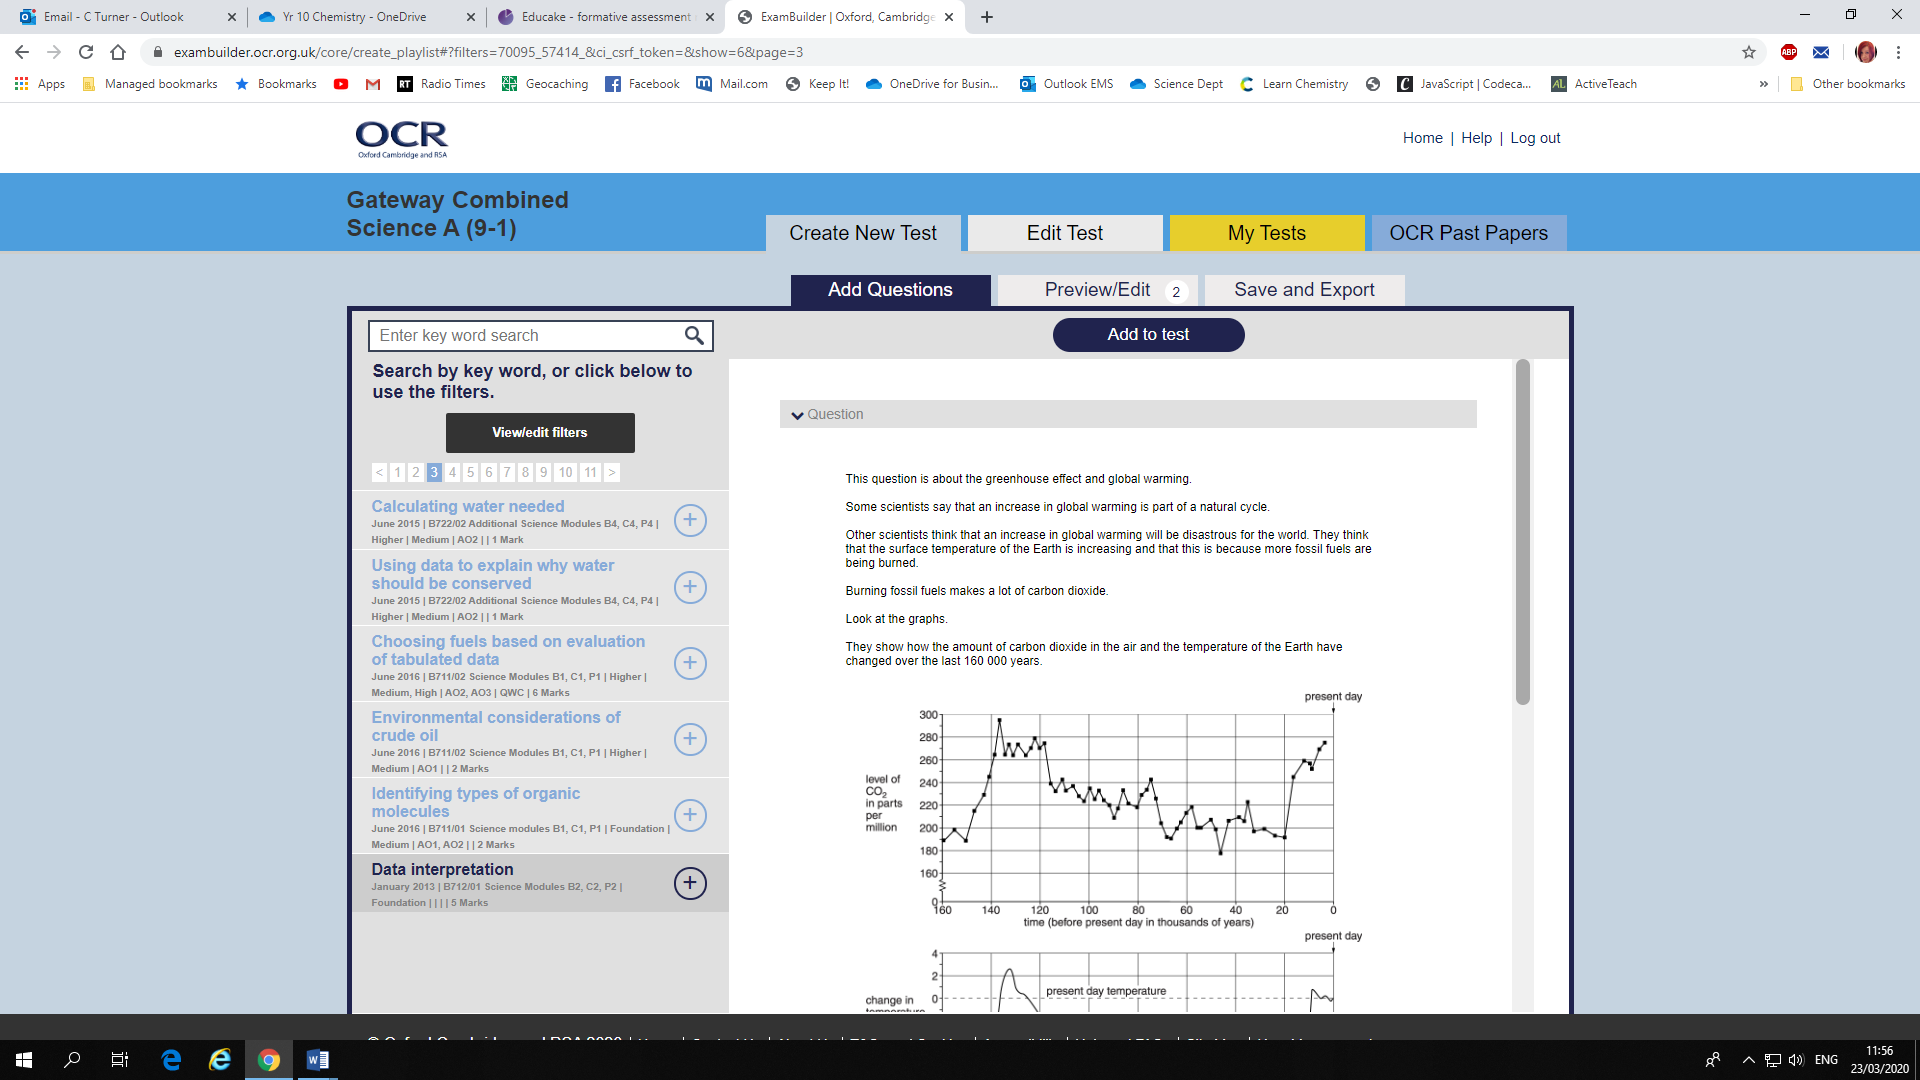 Email - C Turner - Outlook
Yr 10 Chemistry - OneDrive
Educake - formative assessment
ExamBuilder | Oxford, Cambridge
exambuilder.ocr.org.uk/core/create_playlist#?filters=70095_57414_&ci_csrf_token=&show=6&page=3
ABP
Apps
Managed bookmarks
Bookmarks
RT Radio Times
Geocaching
Facebook
Mail.com
Keep It!
OneDrive for Busin...
Outlook EMS
Science Dept
Learn Chemistry
JavaScript | Codeca...
ActiveTeach
Other bookmarks
OCR
Oxford Cambridge and RSA
Home | Help | Log out
Gateway Combined
Science A (9-1)
Create New Test
Edit Test
My Tests
OCR Past Papers
Add Questions
Preview/Edit 2
Save and Export
Enter key word search
Add to test
Search by key word, or click below to
use the filters.
View/edit filters
< 1 2 3 4 5 6 7 8 9 10 11 >
Calculating water needed
June 2015 | B722/02 Additional Science Modules B4, C4, P4 |
Higher | Medium | AO2 | | 1 Mark
Using data to explain why water
should be conserved
June 2015 | B722/02 Additional Science Modules B4, C4, P4 |
Higher | Medium | AO2 | | 1 Mark
Choosing fuels based on evaluation
of tabulated data
June 2016 | B711/02 Science Modules B1, C1, P1 | Higher |
Medium, High | AO2, AO3 | QWC | 6 Marks
Environmental considerations of
crude oil
June 2016 | B711/02 Science Modules B1, C1, P1 | Higher |
Medium | AO1 | | 2 Marks
Identifying types of organic
molecules
June 2016 | B711/01 Science modules B1, C1, P1 | Foundation |
Medium | AO1, AO2 | | 2 Marks
Data interpretation
January 2013 | B712/01 Science Modules B2, C2, P2 |
Foundation | | | | 5 Marks
Question
This question is about the greenhouse effect and global warming.
Some scientists say that an increase in global warming is part of a natural cycle.
Other scientists think that an increase in global warming will be disastrous for the world. They think
that the surface temperature of the Earth is increasing and that this is because more fossil fuels are
being burned.
Burning fossil fuels makes a lot of carbon dioxide.
Look at the graphs.
They show how the amount of carbon dioxide in the air and the temperature of the Earth have
changed over the last 160 000 years.
present day
300
280
260
240
220
200
180
160
0
level of
CO2
in parts
per
million
160 140 120 100 80 60 40 20 0
time (before present day in thousands of years)
present day
4
2
0
present day temperature
change in
temperature
ENG
11:56
23/03/2020